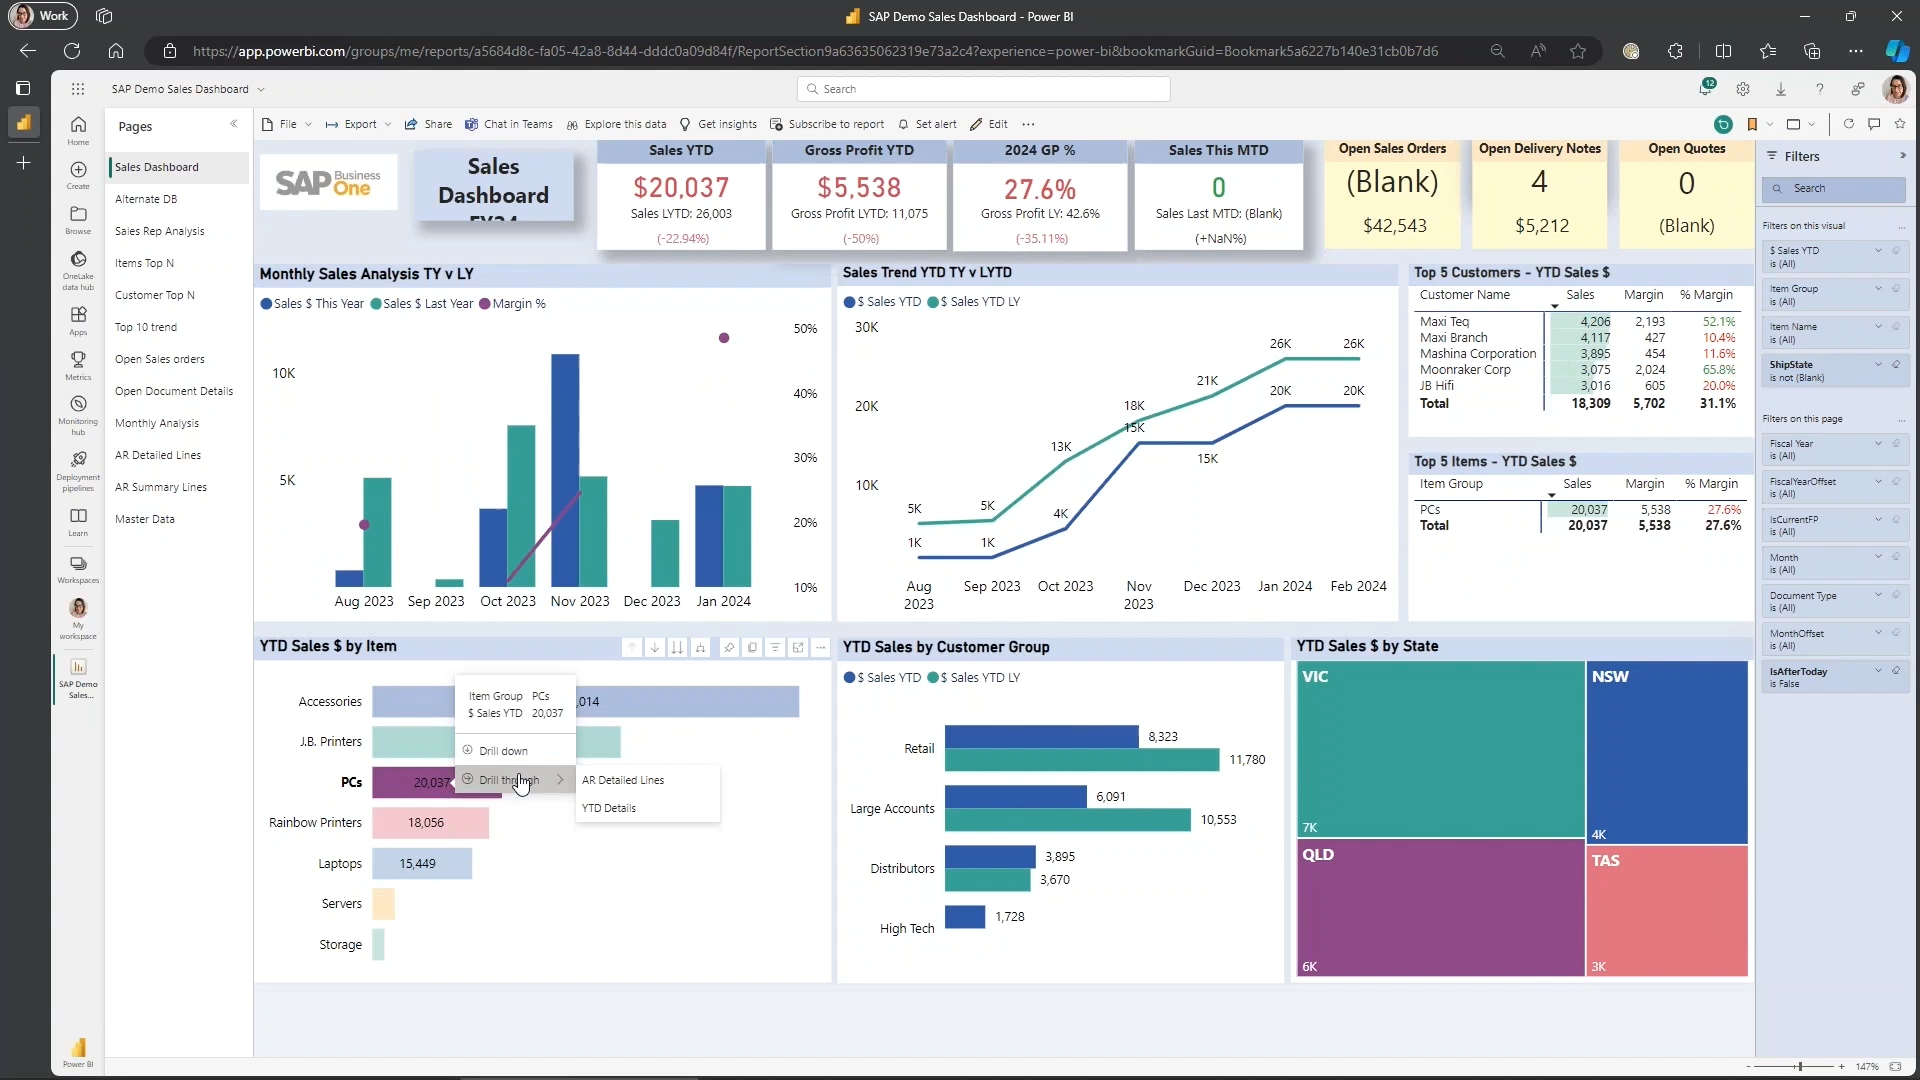 Work
SAP Demo Sales Dashboard - Power BI
https://app.powerbi.com/groups/me/reports/a5684d8c-fa05-42a8-8d44-dddc0a09d84f/ReportSection9a63635062319e73a2c4?experience=power-bi&bookmarkGuid=Bookmark5a6227b140e31cb0b7d6
SAP Demo Sales Dashboard
Search
12
Home
Create
Browse
OneLake
data hub
Apps
Metrics
Monitoring
hub
Deployment
pipelines
Learn
Workspaces
My
workspace
SAP Demo
Sales...
Power BI
Pages
Sales Dashboard
Alternate DB
Sales Rep Analysis
Items Top N
Customer Top N
Top 10 trend
Open Sales orders
Open Document Details
Monthly Analysis
AR Detailed Lines
AR Summary Lines
Master Data
File
Export
Share
Chat in Teams
Explore this data
Get insights
Subscribe to report
Set alert
Edit
SAP Business One
Sales
Dashboard
FY24
Sales YTD
$20,037
Sales LYTD: 26,003
(-22.94%)
Gross Profit YTD
$5,538
Gross Profit LYTD: 11,075
(-50%)
2024 GP %
27.6%
Gross Profit LY: 42.6%
(-35.11%)
Sales This MTD
0
Sales Last MTD: (Blank)
(+NaN%)
Open Sales Orders
(Blank)
$42,543
Open Delivery Notes
4
$5,212
Open Quotes
0
(Blank)
Monthly Sales Analysis TY v LY
Sales $ This Year Sales $ Last Year Margin %
10K
5K
50%
40%
30%
20%
10%
Aug 2023 Sep 2023 Oct 2023 Nov 2023 Dec 2023 Jan 2024
Sales Trend YTD TY v LYTD
$ Sales YTD $ Sales YTD LY
30K
20K
10K
5K
5K
13K
18K
21K
26K
26K
1K
1K
4K
15K
15K
20K
20K
Aug
2023
Sep 2023
Oct 2023
Nov
2023
Dec 2023
Jan 2024
Feb 2024
Top 5 Customers - YTD Sales $
Customer Name Sales Margin % Margin
Maxi Teq 4,206 2,193 52.1%
Maxi Branch 4,117 427 10.4%
Mashina Corporation 3,895 454 11.6%
Moonraker Corp 3,075 2,024 65.8%
JB Hifi 3,016 605 20.0%
Total 18,309 5,702 31.1%
Top 5 Items - YTD Sales $
Item Group Sales Margin % Margin
PCs 20,037 5,538 27.6%
Total 20,037 5,538 27.6%
YTD Sales $ by Item
Accessories ,014
J.B. Printers
PCs 20,037
Rainbow Printers 18,056
Laptops 15,449
Servers
Storage
Item Group PCs
$ Sales YTD 20,037
Drill down
Drill through
AR Detailed Lines
YTD Details
YTD Sales by Customer Group
$ Sales YTD $ Sales YTD LY
Retail 8,323
11,780
Large Accounts 6,091
10,553
Distributors 3,895
3,670
High Tech 1,728
YTD Sales $ by State
VIC
7K
NSW
4K
QLD
6K
TAS
3K
Filters
Search
Filters on this visual
$ Sales YTD
is (All)
Item Group
is (All)
Item Name
is (All)
ShipState
is not (Blank)
Filters on this page
Fiscal Year
is (All)
FiscalYearOffset
is (All)
IsCurrentFP
is (All)
Month
is (All)
Document Type
is (All)
MonthOffset
is (All)
IsAfterToday
is False
147%